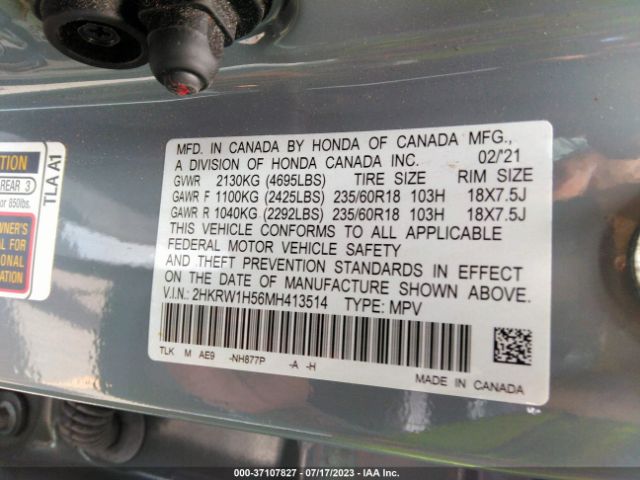 MFD. IN CANADA BY HONDA OF CANADA MFG.,
A DIVISION OF HONDA CANADA INC. 02/'21
GVWR 2130KG (4695LBS) TIRE SIZE RIM SIZE
GAWR F 1100KG (2425LBS) 235/60R18 103H 18X7.5J
GAWR R 1040KG (2292LBS) 235/60R18 103H 18X7.5J
THIS VEHICLE CONFORMS TO ALL APPLICABLE
FEDERAL MOTOR VEHICLE SAFETY
AND THEFT PREVENTION STANDARDS IN EFFECT
ON THE DATE OF MANUFACTURE SHOWN ABOVE.
V.I.N.: 2HKRW1H56MH413514 TYPE: MPV
TLK M AE9 -NH877P -A -H
MADE IN CANADA
TLA A1
REAR 3
or 850lbs.
000-37107827 / 07/17/2023 - IAA Inc.